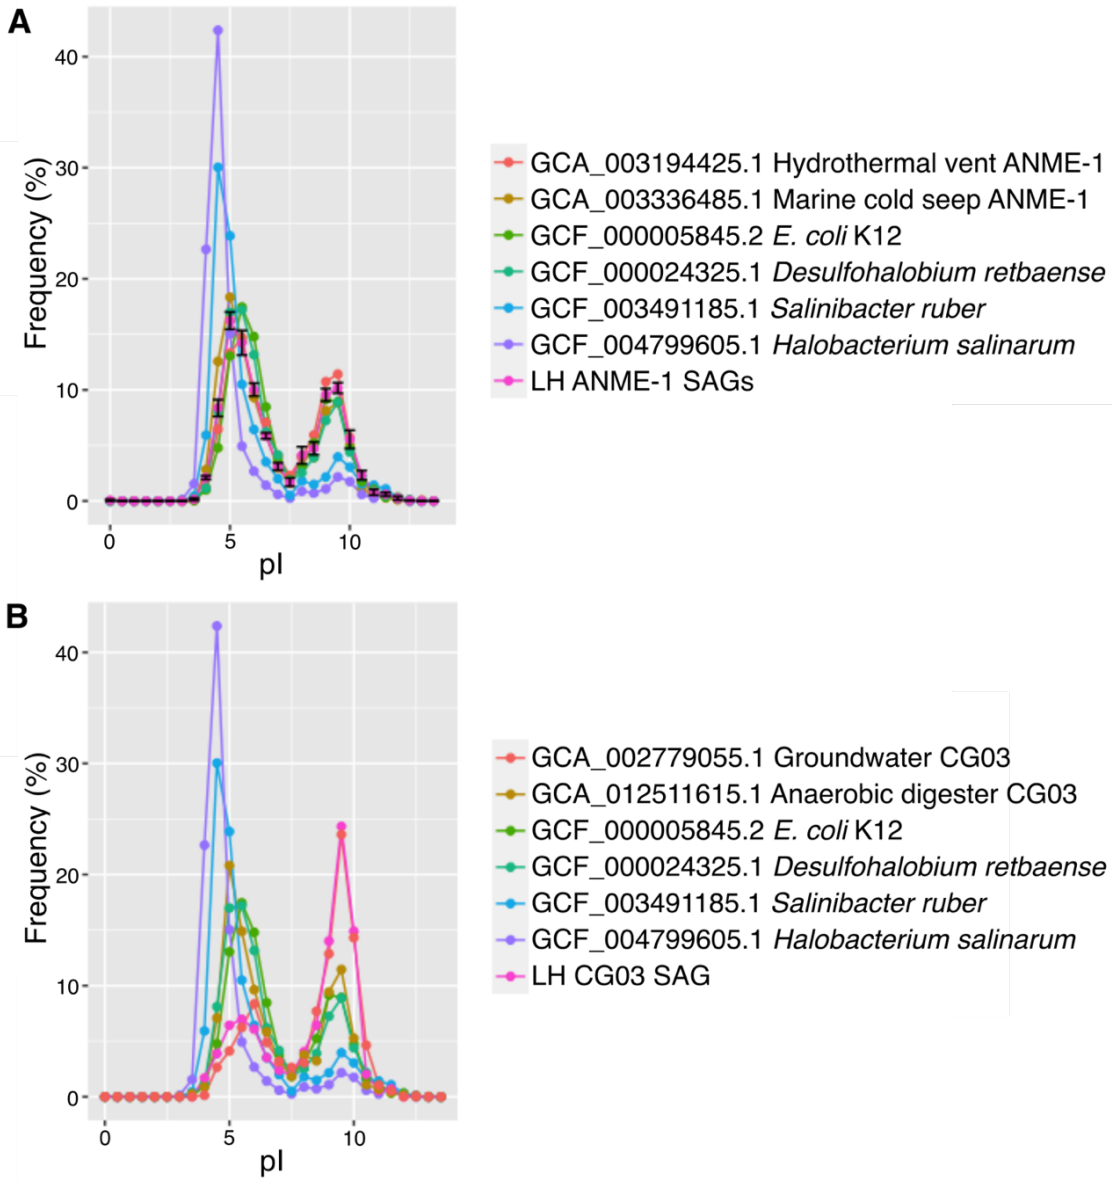 A
Frequency (%)
40
30
20
10
0
0 5 10
pI
GCA_003194425.1 Hydrothermal vent ANME-1
GCA_003336485.1 Marine cold seep ANME-1
GCF_000005845.2 E. coli K12
GCF_000024325.1 Desulfohalobium retbaense
GCF_003491185.1 Salinibacter ruber
GCF_004799605.1 Halobacterium salinarum
LH ANME-1 SAGs
B
Frequency (%)
40
30
20
10
0
0 5 10
pI
GCA_002779055.1 Groundwater CG03
GCA_012511615.1 Anaerobic digester CG03
GCF_000005845.2 E. coli K12
GCF_000024325.1 Desulfohalobium retbaense
GCF_003491185.1 Salinibacter ruber
GCF_004799605.1 Halobacterium salinarum
LH CG03 SAG